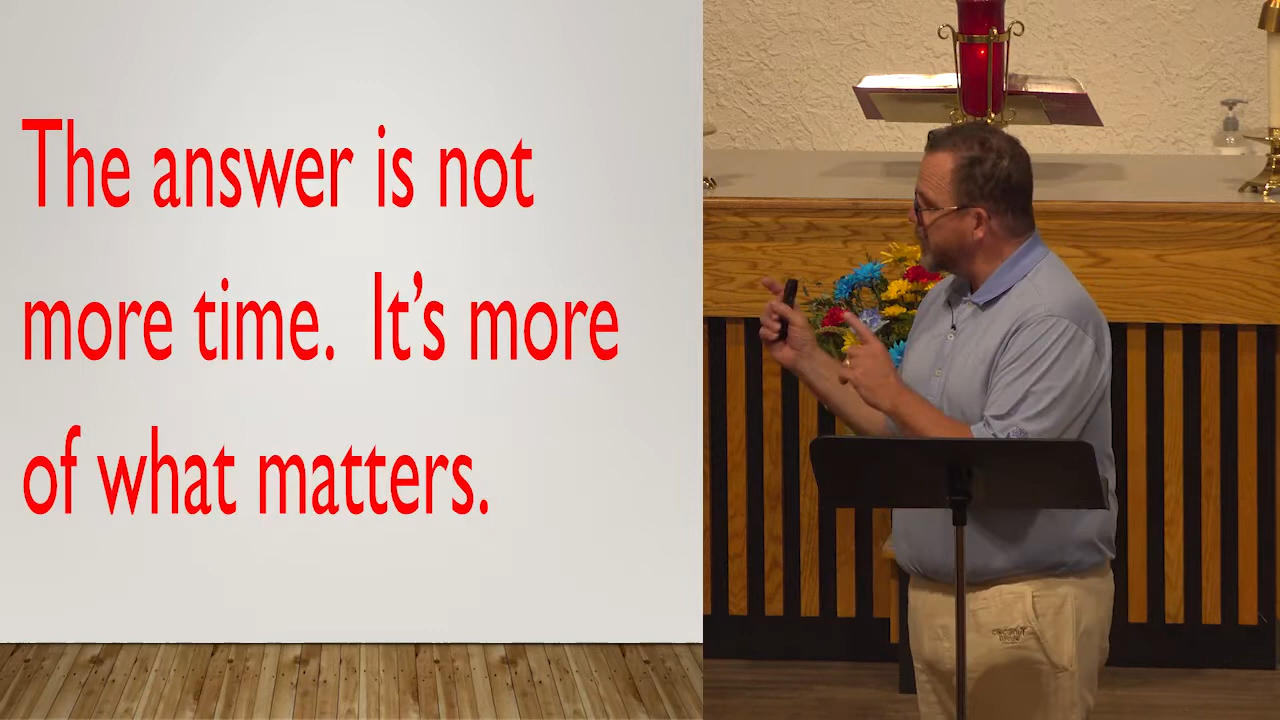 The answer is not
more time.  It’s more
of what matters.